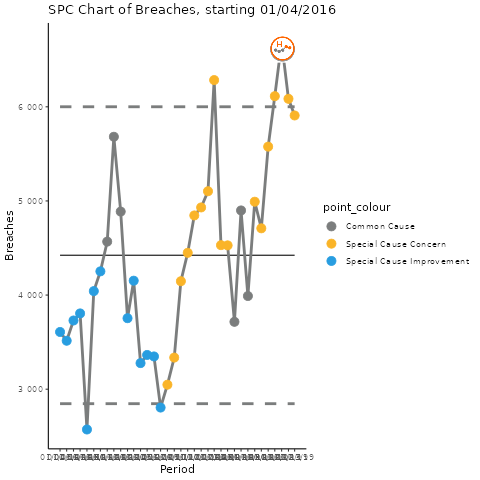 SPC Chart of Breaches, starting 01/04/2016
H
6 000
5 000
4 000
3 000
Breaches
Period
point_colour
Common Cause
Special Cause Concern
Special Cause Improvement